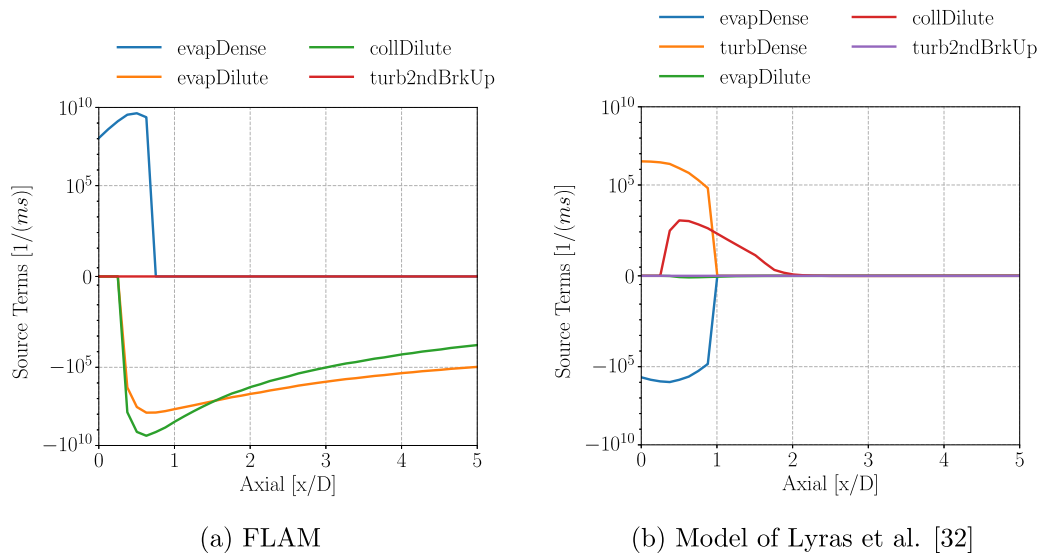 evapDense
evapDilute
collDilute
turb2ndBrkUp
10^10
10^5
0
−10^5
−10^10
Source Terms [1/(ms)]
0 1 2 3 4 5
Axial [x/D]
(a) FLAM
evapDense
turbDense
evapDilute
collDilute
turb2ndBrkUp
10^10
10^5
0
−10^5
−10^10
Source Terms [1/(ms)]
0 1 2 3 4 5
Axial [x/D]
(b) Model of Lyras et al. [32]